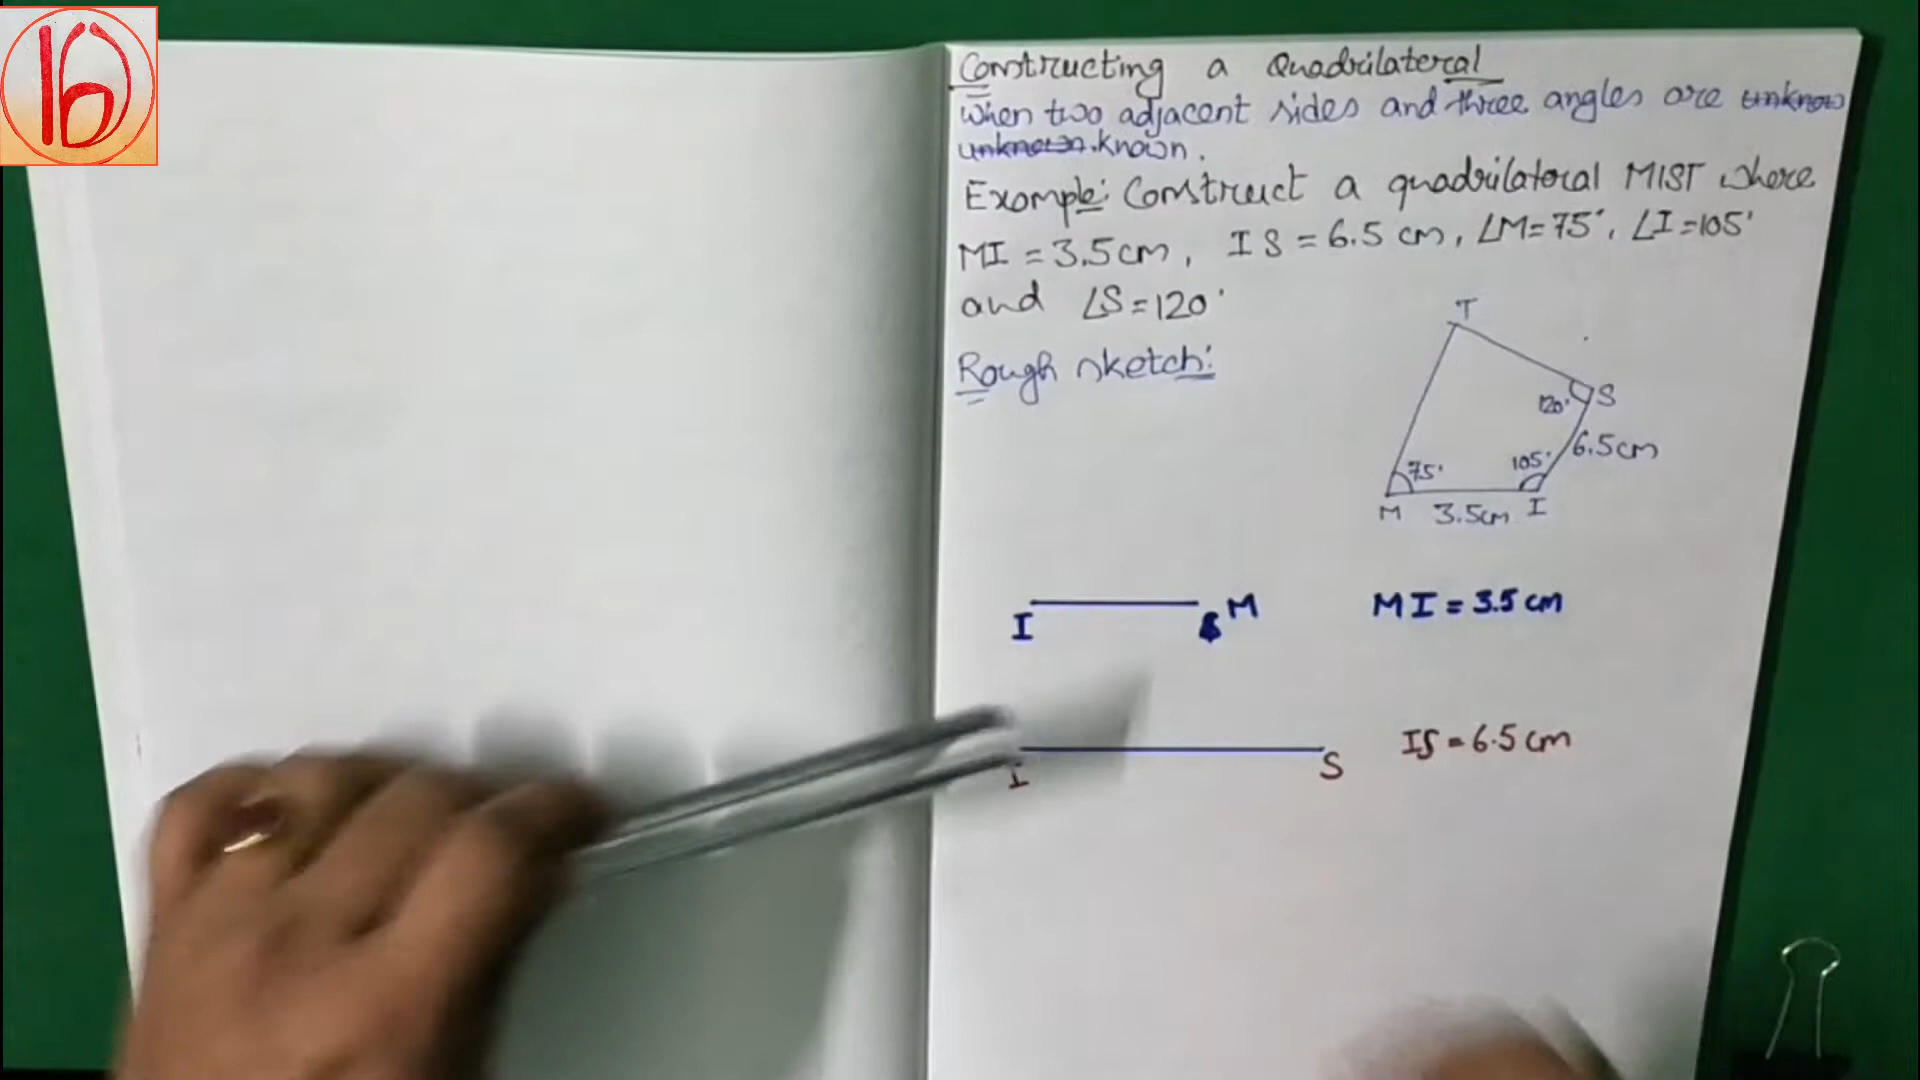 Constructing a Quadrilateral
When two adjacent sides and three angles are unknow
unknown. known.
Example: Construct a quadrilateral MIST where
MI = 3.5cm, IS = 6.5 cm, ∠M=75°, ∠I=105°
and ∠S=120°
Rough sketch:
T
120° S
6.5cm
75° 105°
M 3.5cm I
I M MI = 3.5 cm
I S IS = 6.5 cm